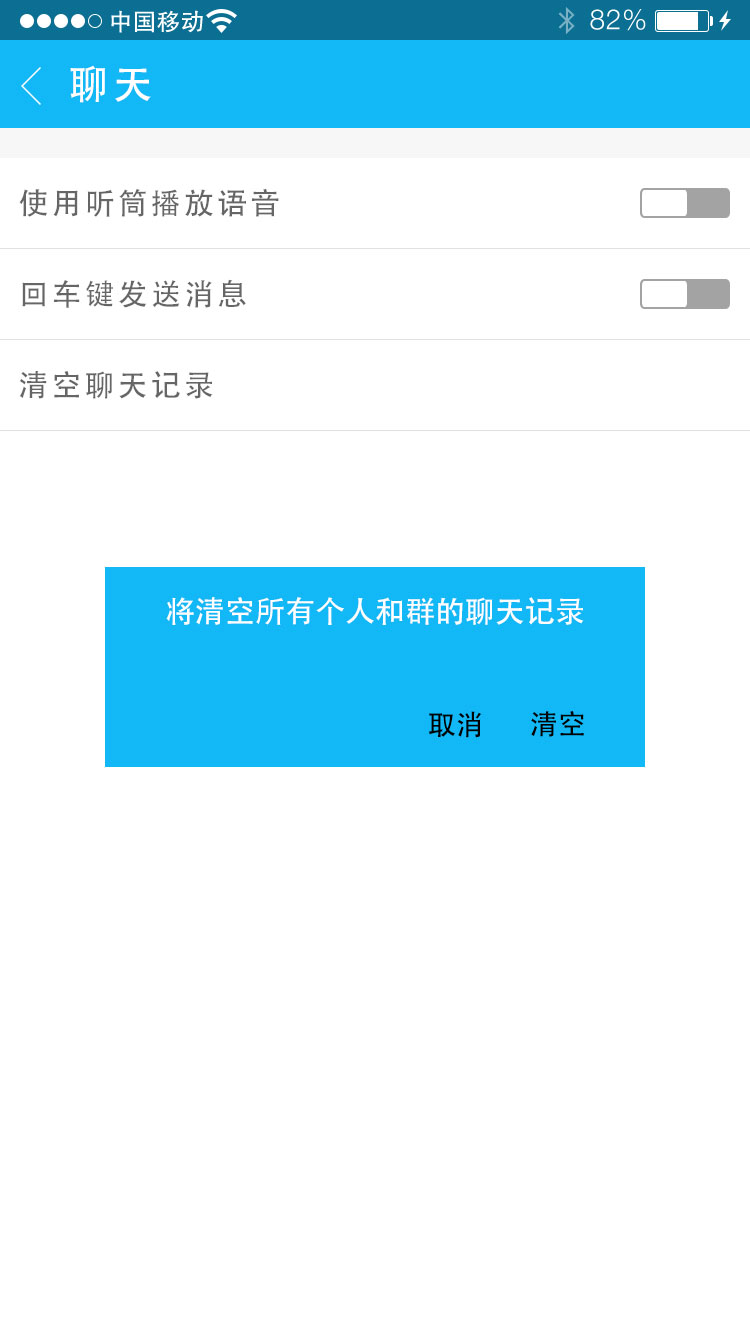 中国移动 82%
聊天
使用听筒播放语音
回车键发送消息
清空聊天记录
将清空所有个人和群的聊天记录
取消 清空